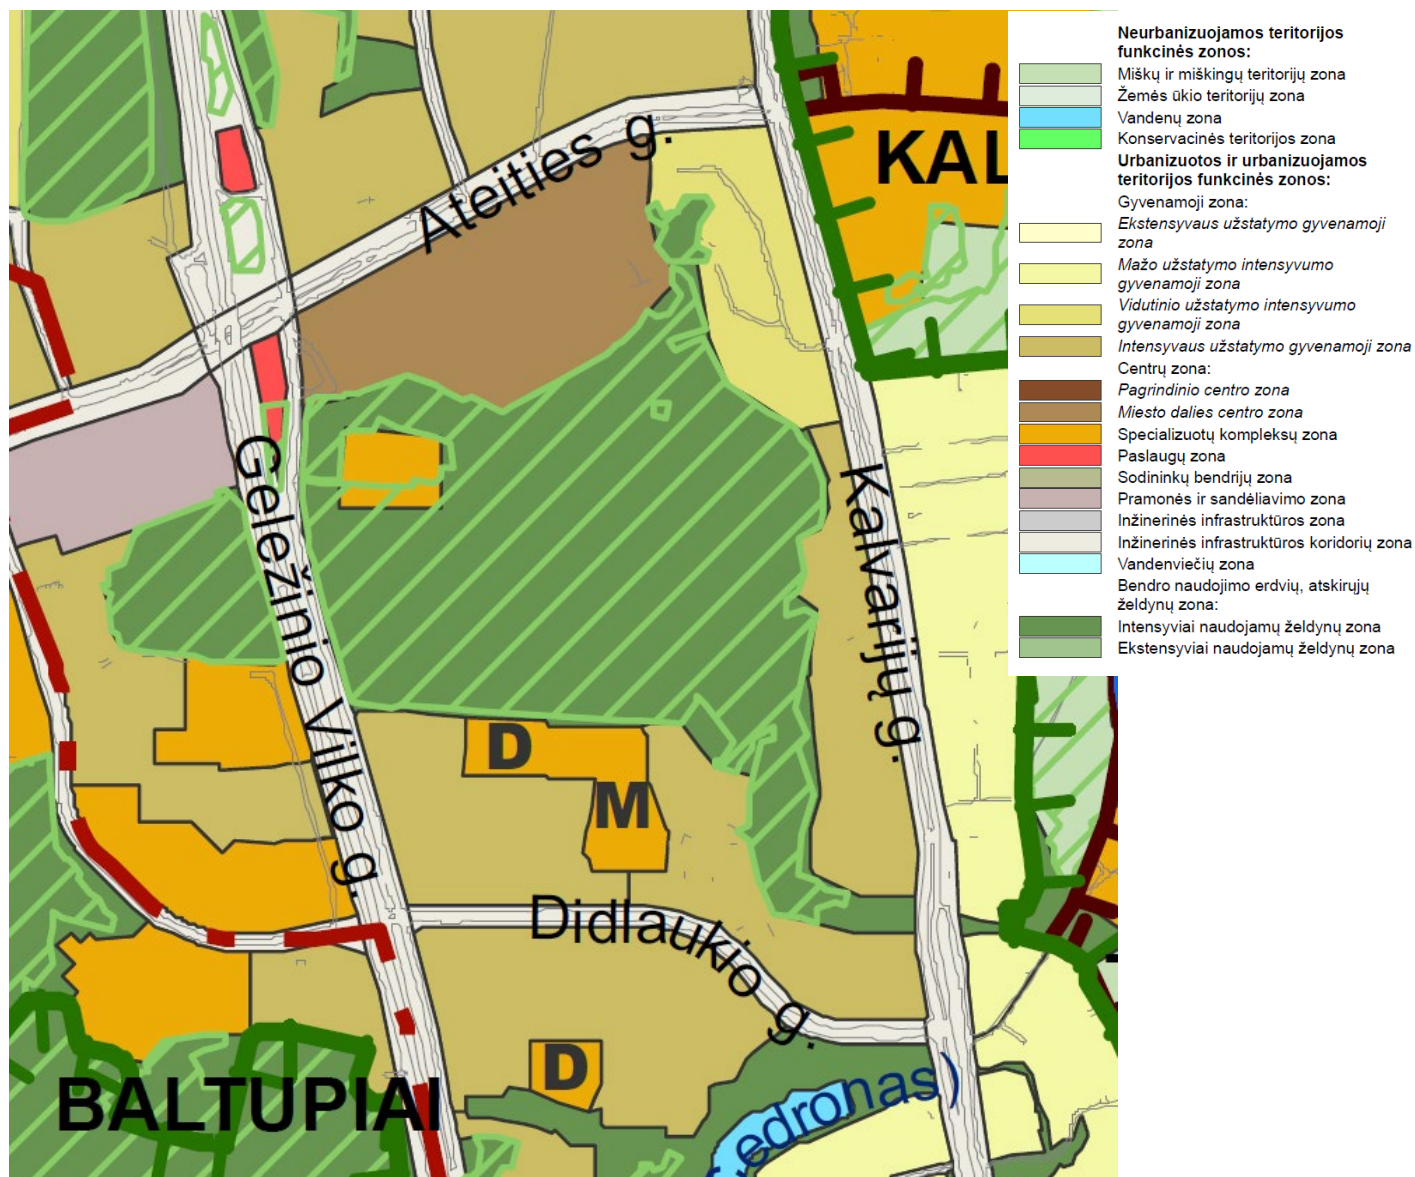 Ateities g.
KAL
Geležinio Vilko g.
Kalvarijų g.
D
M
Didlaukio g.
D
BALTUPIAI
edronas)
Neurbanizuojamos teritorijos
funkcinės zonos:
Miškų ir miškingų teritorijų zona
Žemės ūkio teritorijų zona
Vandenų zona
Konservacinės teritorijos zona
Urbanizuotos ir urbanizuojamos
teritorijos funkcinės zonos:
Gyvenamoji zona:
Ekstensyvaus užstatymo gyvenamoji
zona
Mažo užstatymo intensyvumo
gyvenamoji zona
Vidutinio užstatymo intensyvumo
gyvenamoji zona
Intensyvaus užstatymo gyvenamoji zona
Centrų zona:
Pagrindinio centro zona
Miesto dalies centro zona
Specializuotų kompleksų zona
Paslaugų zona
Sodininkų bendrijų zona
Pramonės ir sandėliavimo zona
Inžinerinės infrastruktūros zona
Inžinerinės infrastruktūros koridorių zona
Vandenviečių zona
Bendro naudojimo erdvių, atskirųjų
želdynų zona:
Intensyviai naudojamų želdynų zona
Ekstensyviai naudojamų želdynų zona